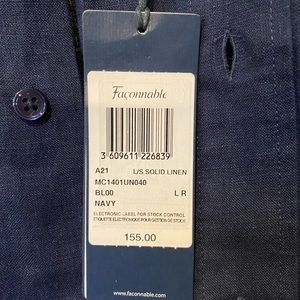 Façonnable
3 609611 226839
A21 L/S SOLID LINEN
MC1401UN040
BL00 L R
NAVY
ELECTRONIC LABEL FOR STOCK CONTROL
ETIQUETTE ELECTRONIQUE POUR GESTION DE STOCK
155.00
www.faconnable.com